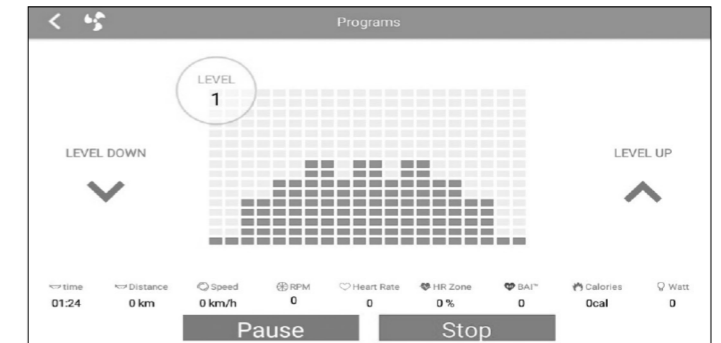 Programs
LEVEL
1
LEVEL DOWN
LEVEL UP
time Distance Speed RPM Heart Rate HR Zone BAI™ Calories Watt
01:24 0 km 0 km/h 0 0 0 % 0 0cal 0
Pause Stop